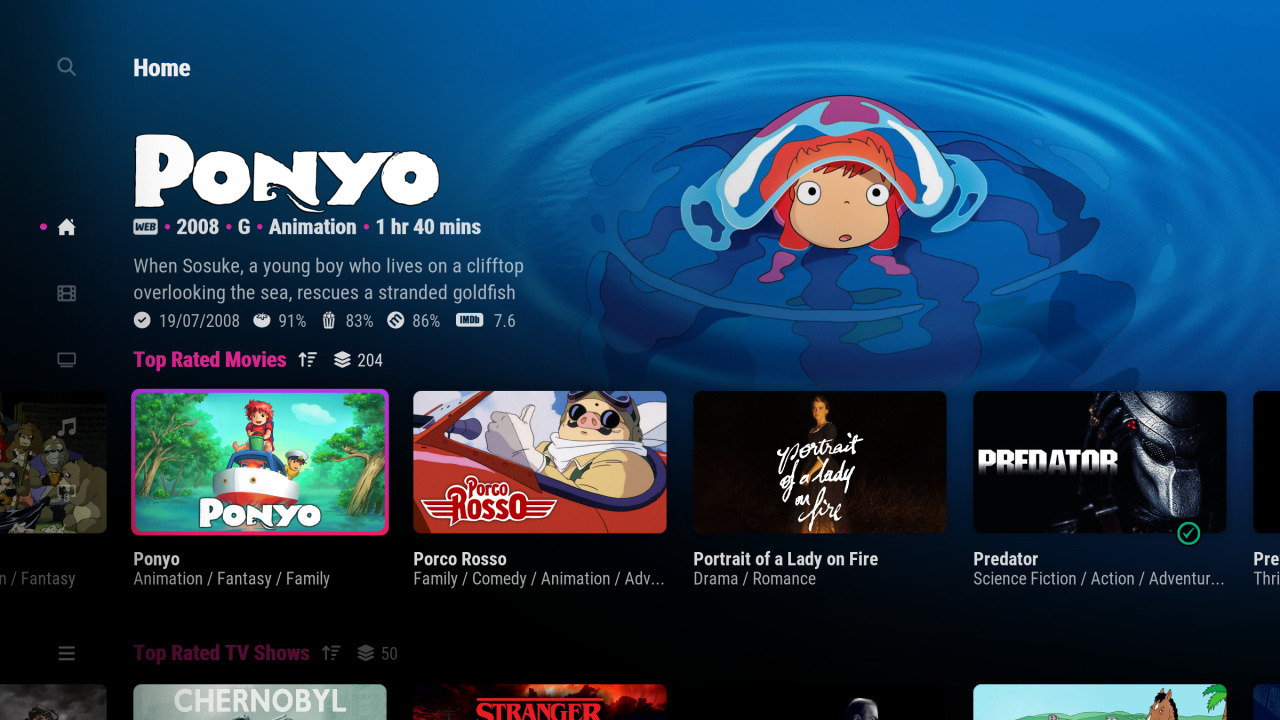 Home
PONYO
WEB • 2008 • G • Animation • 1 hr 40 mins
When Sosuke, a young boy who lives on a clifftop
overlooking the sea, rescues a stranded goldfish
19/07/2008 91% 83% 86% IMDb 7.6
Top Rated Movies 204
PONYO
PORCO
ROSSO
portrait
of a lady
on
fire
PREDATOR
n / Fantasy
Ponyo
Animation / Fantasy / Family
Porco Rosso
Family / Comedy / Animation / Adv...
Portrait of a Lady on Fire
Drama / Romance
Predator
Science Fiction / Action / Adventur...
Pre
Thri
Top Rated TV Shows 50
CHERNOBYL
STRANGER